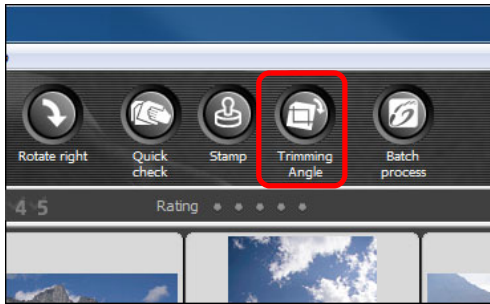 Rotate right
Quick
check
Stamp
Trimming
Angle
Batch
process
4 5
Rating